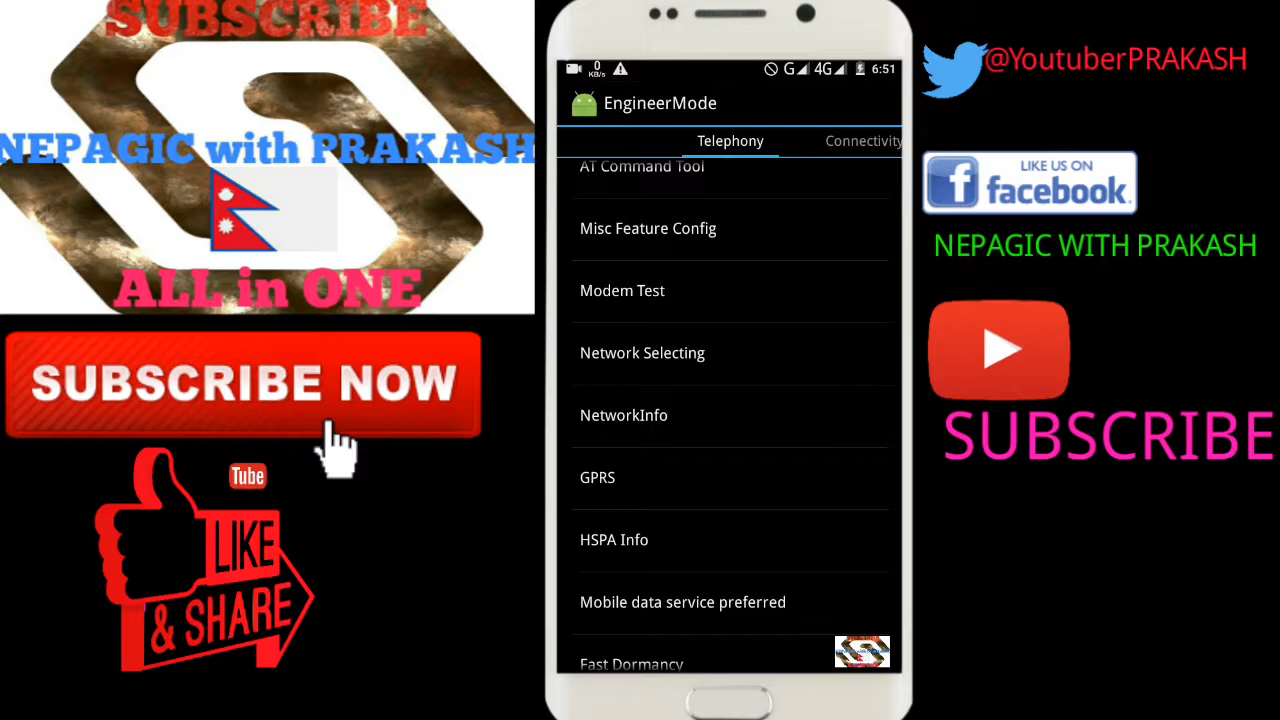 SUBSCRIBE
NEPAGIC with PRAKASH
ALL in ONE
SUBSCRIBE NOW
Tube
LIKE
& SHARE
0
KB/s
G
4G
6:51
EngineerMode
Telephony
Connectivity
AT Command Tool
Misc Feature Config
Modem Test
Network Selecting
NetworkInfo
GPRS
HSPA Info
Mobile data service preferred
Fast Dormancy
@YoutuberPRAKASH
LIKE US ON
facebook
NEPAGIC WITH PRAKASH
SUBSCRIBE